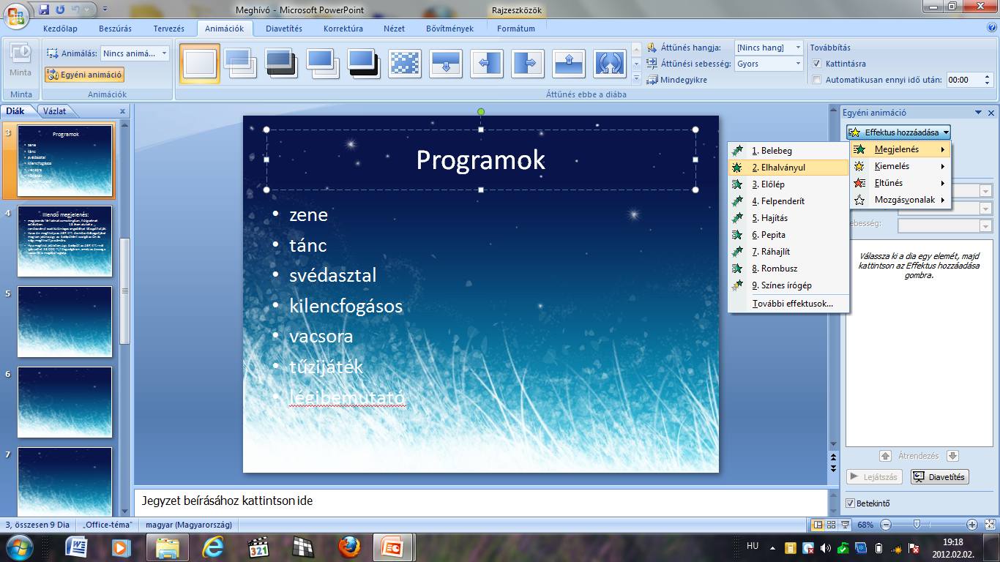 Meghívó - Microsoft PowerPoint
Rajzeszközök
Kezdőlap Beszúrás Tervezés Animációk Diavetítés Korrektúra Nézet Bővítmények Formátum
Minta
Animálás: Nincs animá...
Egyéni animáció
Áttűnés hangja: [Nincs hang]
Áttűnési sebesség: Gyors
Mindegyikre
Továbbítás
Kattintásra
Automatikusan ennyi idő után: 00:00
Minta Animációk Áttűnés ebbe a diába
Diák Vázlat x
3
Programok
zene
tánc
svédasztal
kilencfogásos
vacsora
tűzijáték
4
Illendő megjelenés:
5
6
7
Programok
• zene
• tánc
• svédasztal
• kilencfogásos
• vacsora
• tűzijáték
• légibemutató
Jegyzet beírásához kattintson ide
Egyéni animáció
Effektus hozzáadása
Megjelenés
Kiemelés
Eltűnés
Mozgásvonalak
1. Belebeg
2. Elhalványul
3. Előlép
4. Felpenderít
5. Hajítás
6. Pepita
7. Ráhajlít
8. Rombusz
9. Színes írógép
További effektusok...
ebesség:
Válassza ki a dia egy elemét, majd
kattintson az Effektus hozzáadása
gombra.
Átrendezés
Lejátszás Diavetítés
Betekintő
3, összesen 9 Dia „Office-téma” magyar (Magyarország) 68%
321
HU
19:18
2012.02.02.